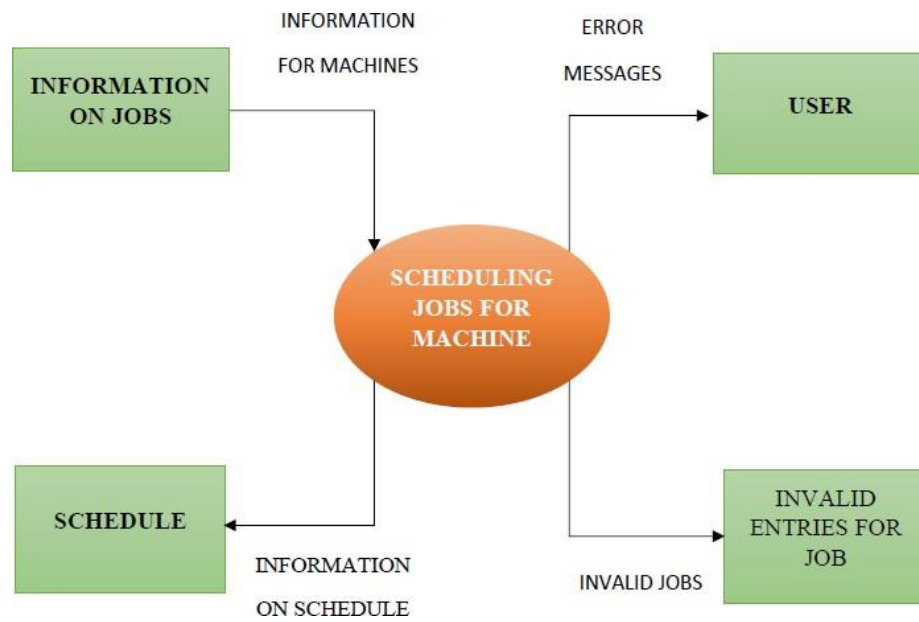 INFORMATION
FOR MACHINES
ERROR
MESSAGES
INFORMATION
ON JOBS
USER
SCHEDULING
JOBS FOR
MACHINE
SCHEDULE
INVALID
ENTRIES FOR
JOB
INFORMATION
ON SCHEDULE
INVALID JOBS